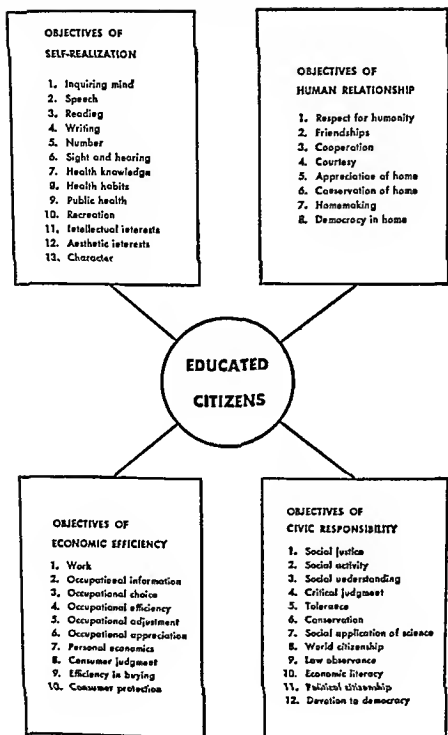 OBJECTIVES OF
SELF-REALIZATION
1. Inquiring mind
2. Speech
3. Reading
4. Writing
5. Number
6. Sight and hearing
7. Health knowledge
8. Health habits
9. Public health
10. Recreation
11. Intellectual interests
12. Aesthetic interests
13. Character
OBJECTIVES OF
HUMAN RELATIONSHIP
1. Respect for humanity
2. Friendships
3. Cooperation
4. Courtesy
5. Appreciation of home
6. Conservation of home
7. Homemaking
8. Democracy in home
EDUCATED
CITIZENS
OBJECTIVES OF
ECONOMIC EFFICIENCY
1. Work
2. Occupational information
3. Occupational choice
4. Occupational efficiency
5. Occupational adjustment
6. Occupational appreciation
7. Personal economics
8. Consumer judgment
9. Efficiency in buying
10. Consumer protection
OBJECTIVES OF
CIVIC RESPONSIBILITY
1. Social justice
2. Social activity
3. Social understanding
4. Critical judgment
5. Tolerance
6. Conservation
7. Social application of science
8. World citizenship
9. Law observance
10. Economic literacy
11. Political citizenship
12. Devotion to democracy